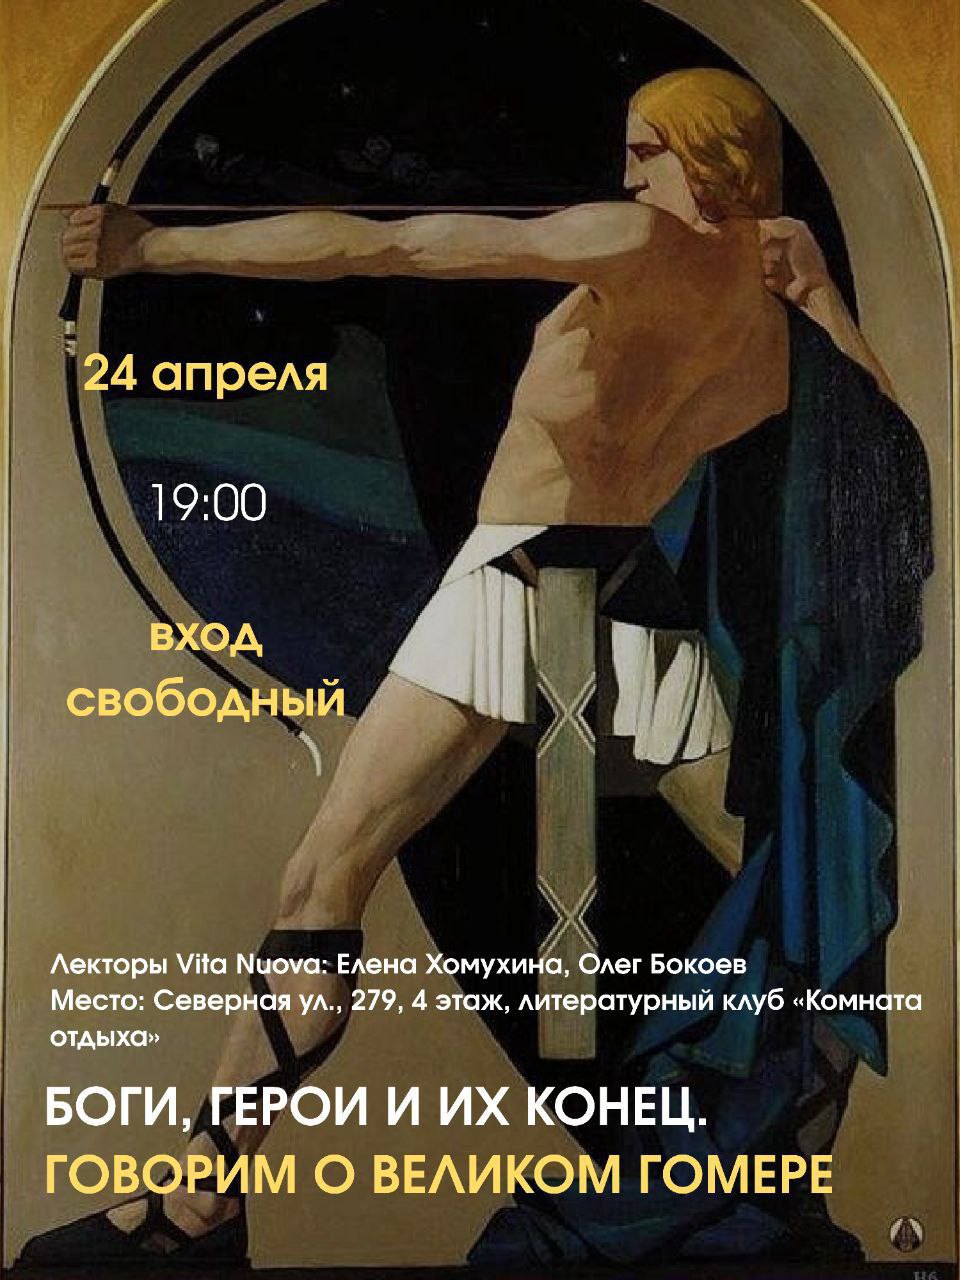 24 апреля
19:00
вход
свободный
Лекторы Vita Nuova: Елена Хомухина, Олег Бокоев
Место: Северная ул., 279, 4 этаж, литературный клуб «Комната
отдыха»
БОГИ, ГЕРОИ И ИХ КОНЕЦ.
ГОВОРИМ О ВЕЛИКОМ ГОМЕРЕ